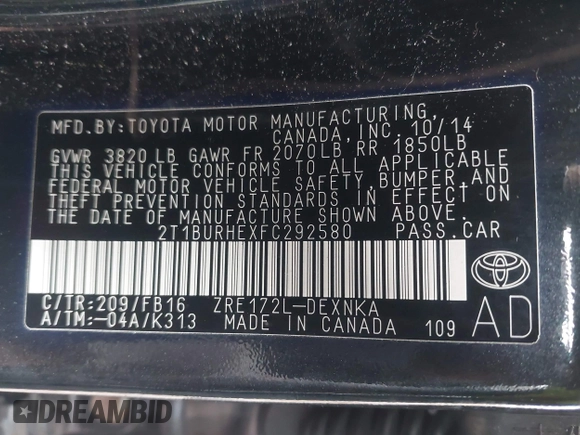 MFD. BY: TOYOTA MOTOR MANUFACTURING,
CANADA, INC. 10/14
GVWR 3820 LB GAWR FR 2070LB RR 1850LB
THIS VEHICLE CONFORMS TO ALL APPLICABLE
FEDERAL MOTOR VEHICLE SAFETY, BUMPER, AND
THEFT PREVENTION STANDARDS IN EFFECT ON
THE DATE OF MANUFACTURE SHOWN ABOVE.
2T1BURHEXFC292580 PASS. CAR
C/TR: 209/FB16 ZRE172L-DEXNKA
A/TM: -04A/K313 MADE IN CANADA 109
AD
DREAMBID